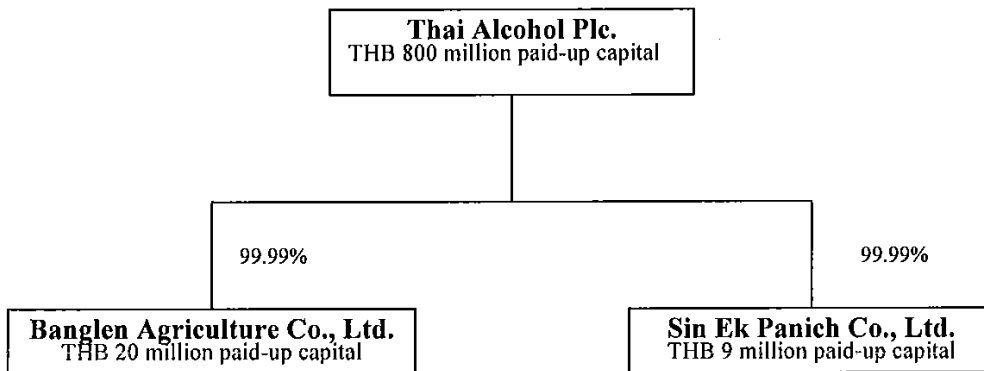 Thai Alcohol Plc.
THB 800 million paid-up capital
99.99%
99.99%
Banglen Agriculture Co., Ltd.
THB 20 million paid-up capital
Sin Ek Panich Co., Ltd.
THB 9 million paid-up capital